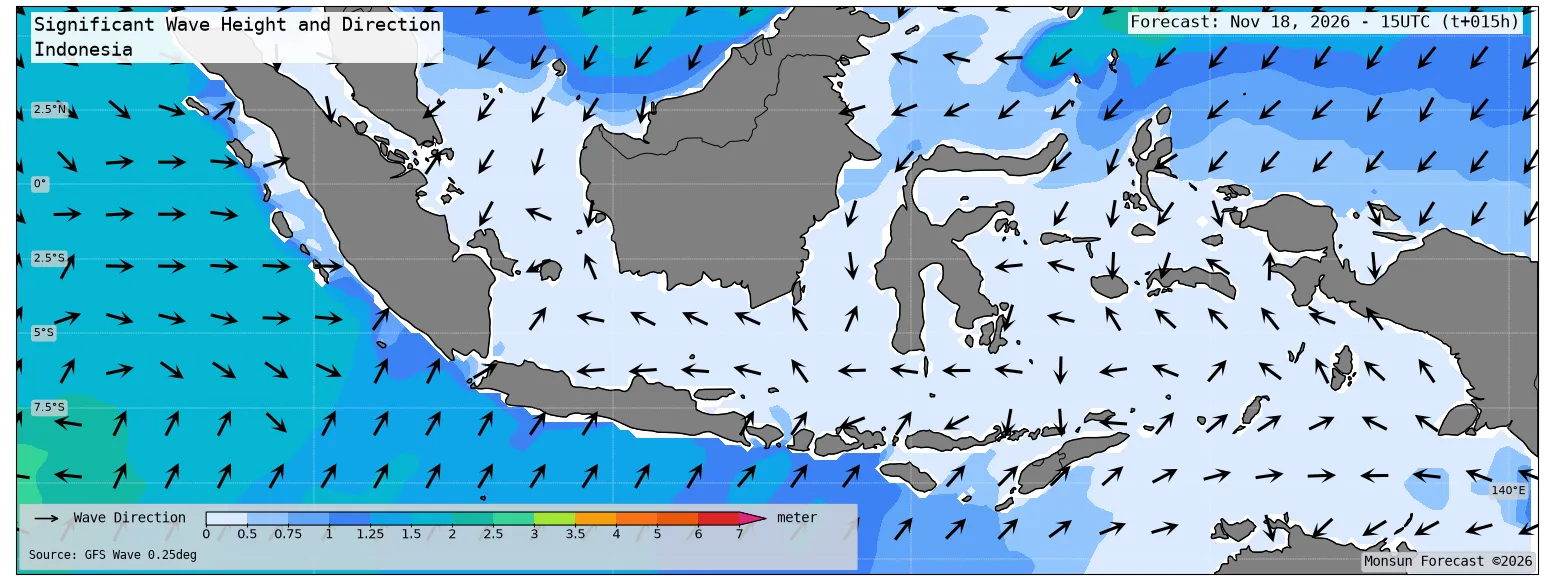 Significant Wave Height and Direction
Indonesia
Forecast: Nov 18, 2026 - 15UTC (t+015h)
2.5°N
0°
2.5°S
5°S
7.5°S
140°E
Wave Direction
0 0.5 0.75 1 1.25 1.5 2 2.5 3 3.5 4 5 6 7
meter
Source: GFS Wave 0.25deg
Monsun Forecast ©2026